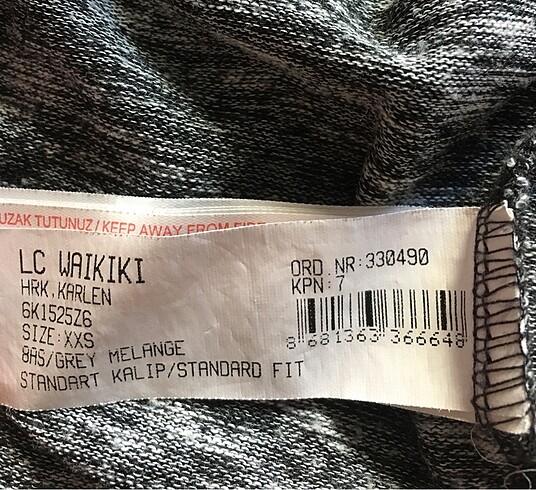 UZAK TUTUNUZ / KEEP AWAY FROM FIRE
LC WAIKIKI
HRK.KARLEN
6K1525Z6
SIZE:XXS
8AS/GREY MELANGE
STANDART KALIP/STANDARD FIT
ORD.NR:330490
KPN:7
8 681363 366648